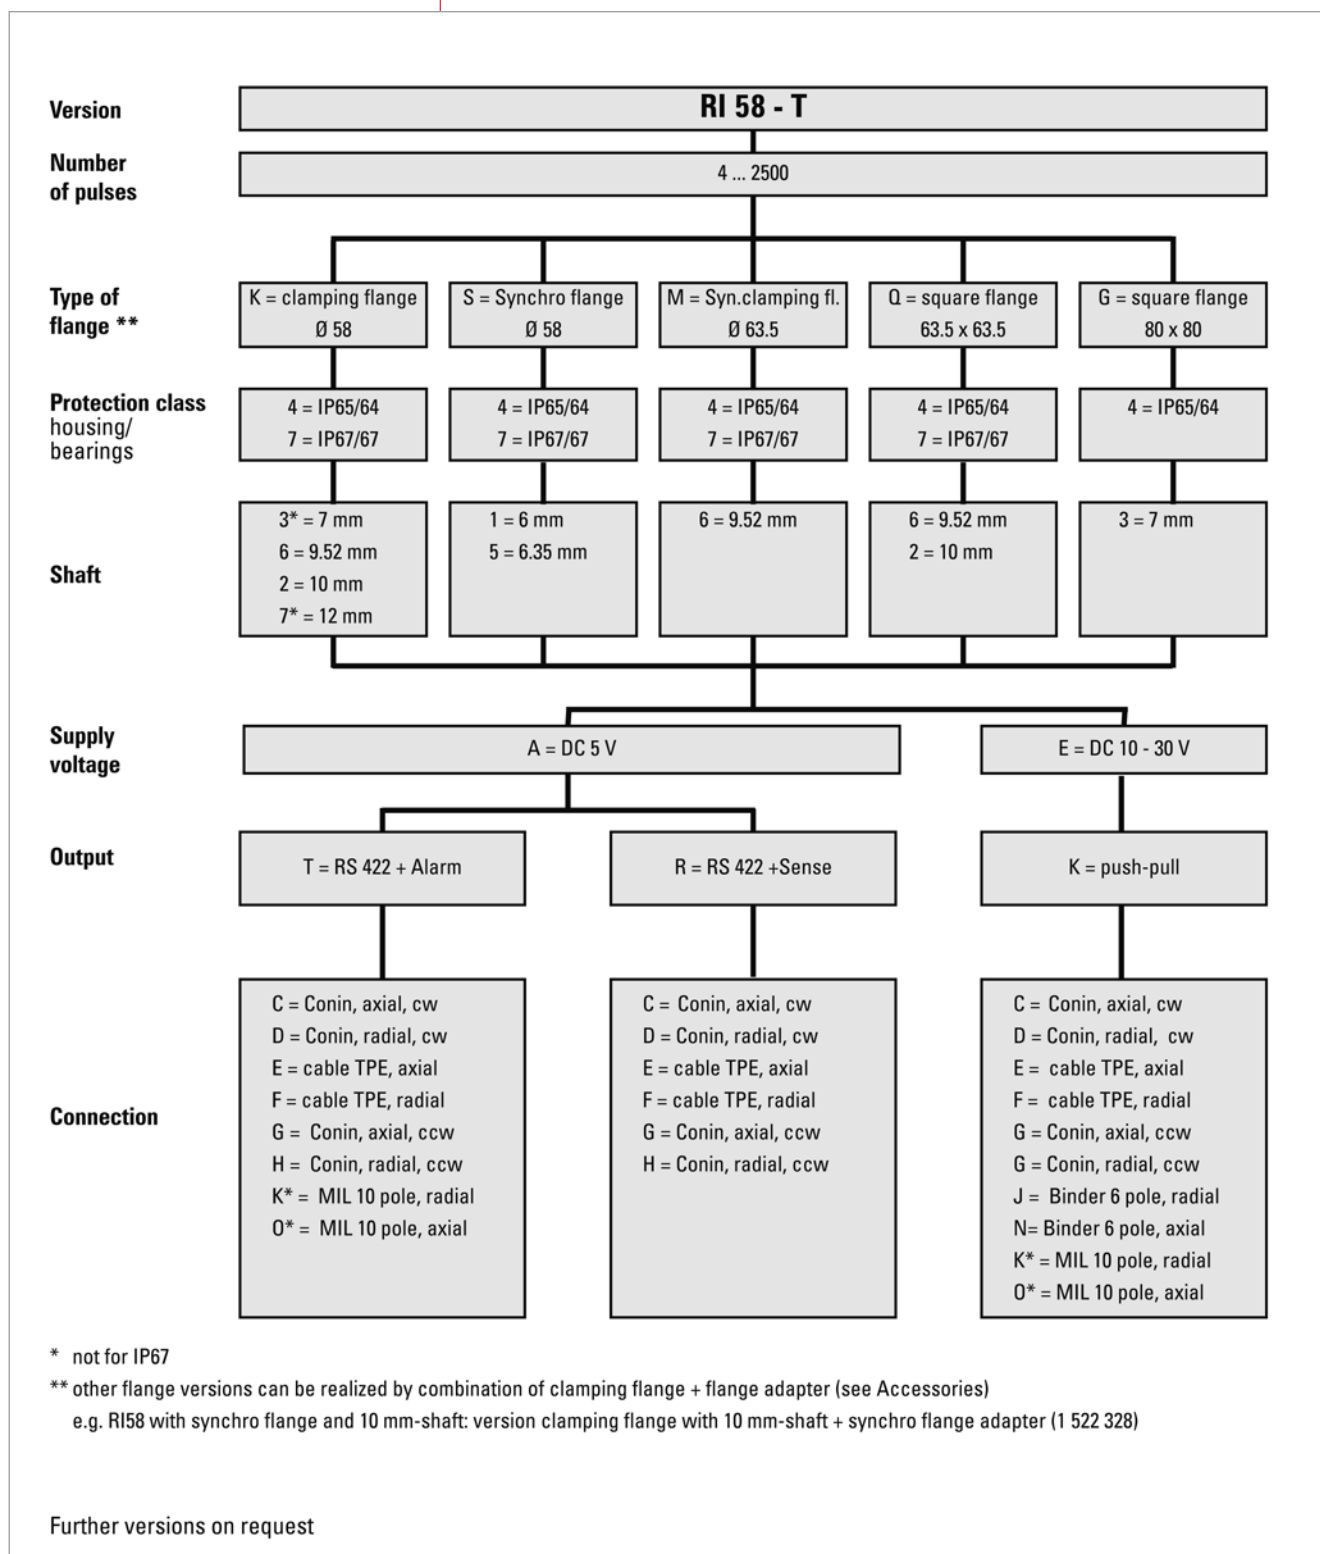 Version
RI 58 - T
Number
of pulses
4 ... 2500
Type of
flange **
K = clamping flange
Ø 58
S = Synchro flange
Ø 58
M = Syn.clamping fl.
Ø 63.5
Q = square flange
63.5 x 63.5
G = square flange
80 x 80
Protection class
housing/
bearings
4 = IP65/64
7 = IP67/67
4 = IP65/64
7 = IP67/67
4 = IP65/64
7 = IP67/67
4 = IP65/64
7 = IP67/67
4 = IP65/64
Shaft
3* = 7 mm
6 = 9.52 mm
2 = 10 mm
7* = 12 mm
1 = 6 mm
5 = 6.35 mm
6 = 9.52 mm
6 = 9.52 mm
2 = 10 mm
3 = 7 mm
Supply
voltage
A = DC 5 V
E = DC 10 - 30 V
Output
T = RS 422 + Alarm
R = RS 422 +Sense
K = push-pull
Connection
C = Conin, axial, cw
D = Conin, radial, cw
E = cable TPE, axial
F = cable TPE, radial
G = Conin, axial, ccw
H = Conin, radial, ccw
K* = MIL 10 pole, radial
O* = MIL 10 pole, axial
C = Conin, axial, cw
D = Conin, radial, cw
E = cable TPE, axial
F = cable TPE, radial
G = Conin, axial, ccw
H = Conin, radial, ccw
C = Conin, axial, cw
D = Conin, radial, cw
E = cable TPE, axial
F = cable TPE, radial
G = Conin, axial, ccw
G = Conin, radial, ccw
J = Binder 6 pole, radial
N= Binder 6 pole, axial
K* = MIL 10 pole, radial
O* = MIL 10 pole, axial
* not for IP67
** other flange versions can be realized by combination of clamping flange + flange adapter (see Accessories)
e.g. RI58 with synchro flange and 10 mm-shaft: version clamping flange with 10 mm-shaft + synchro flange adapter (1 522 328)
Further versions on request